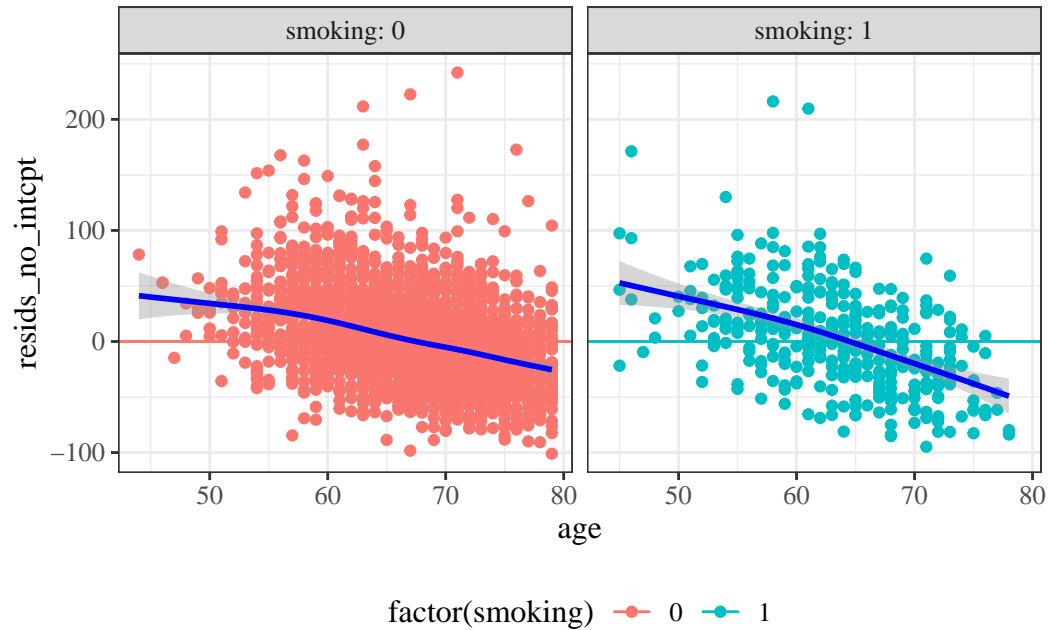 smoking: 0
smoking: 1
resids_no_intcpt
200
100
0
−100
50
60
70
80
50
60
70
80
age
factor(smoking) 0 1